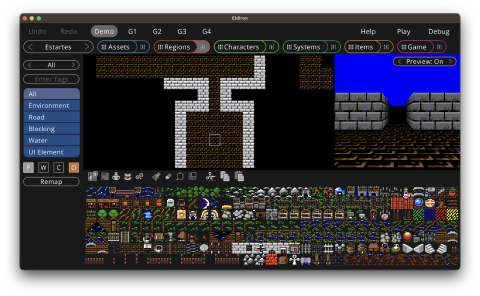 Eldiron
Undo Redo Demo G1 G2 G3 G4 Help Play Debug
< Estartes > Assets Regions Characters Systems Items Game
< All > < Preview: On >
Enter Tags
All
Environment
Road
Blocking
Water
UI Element
F W C D
Remap